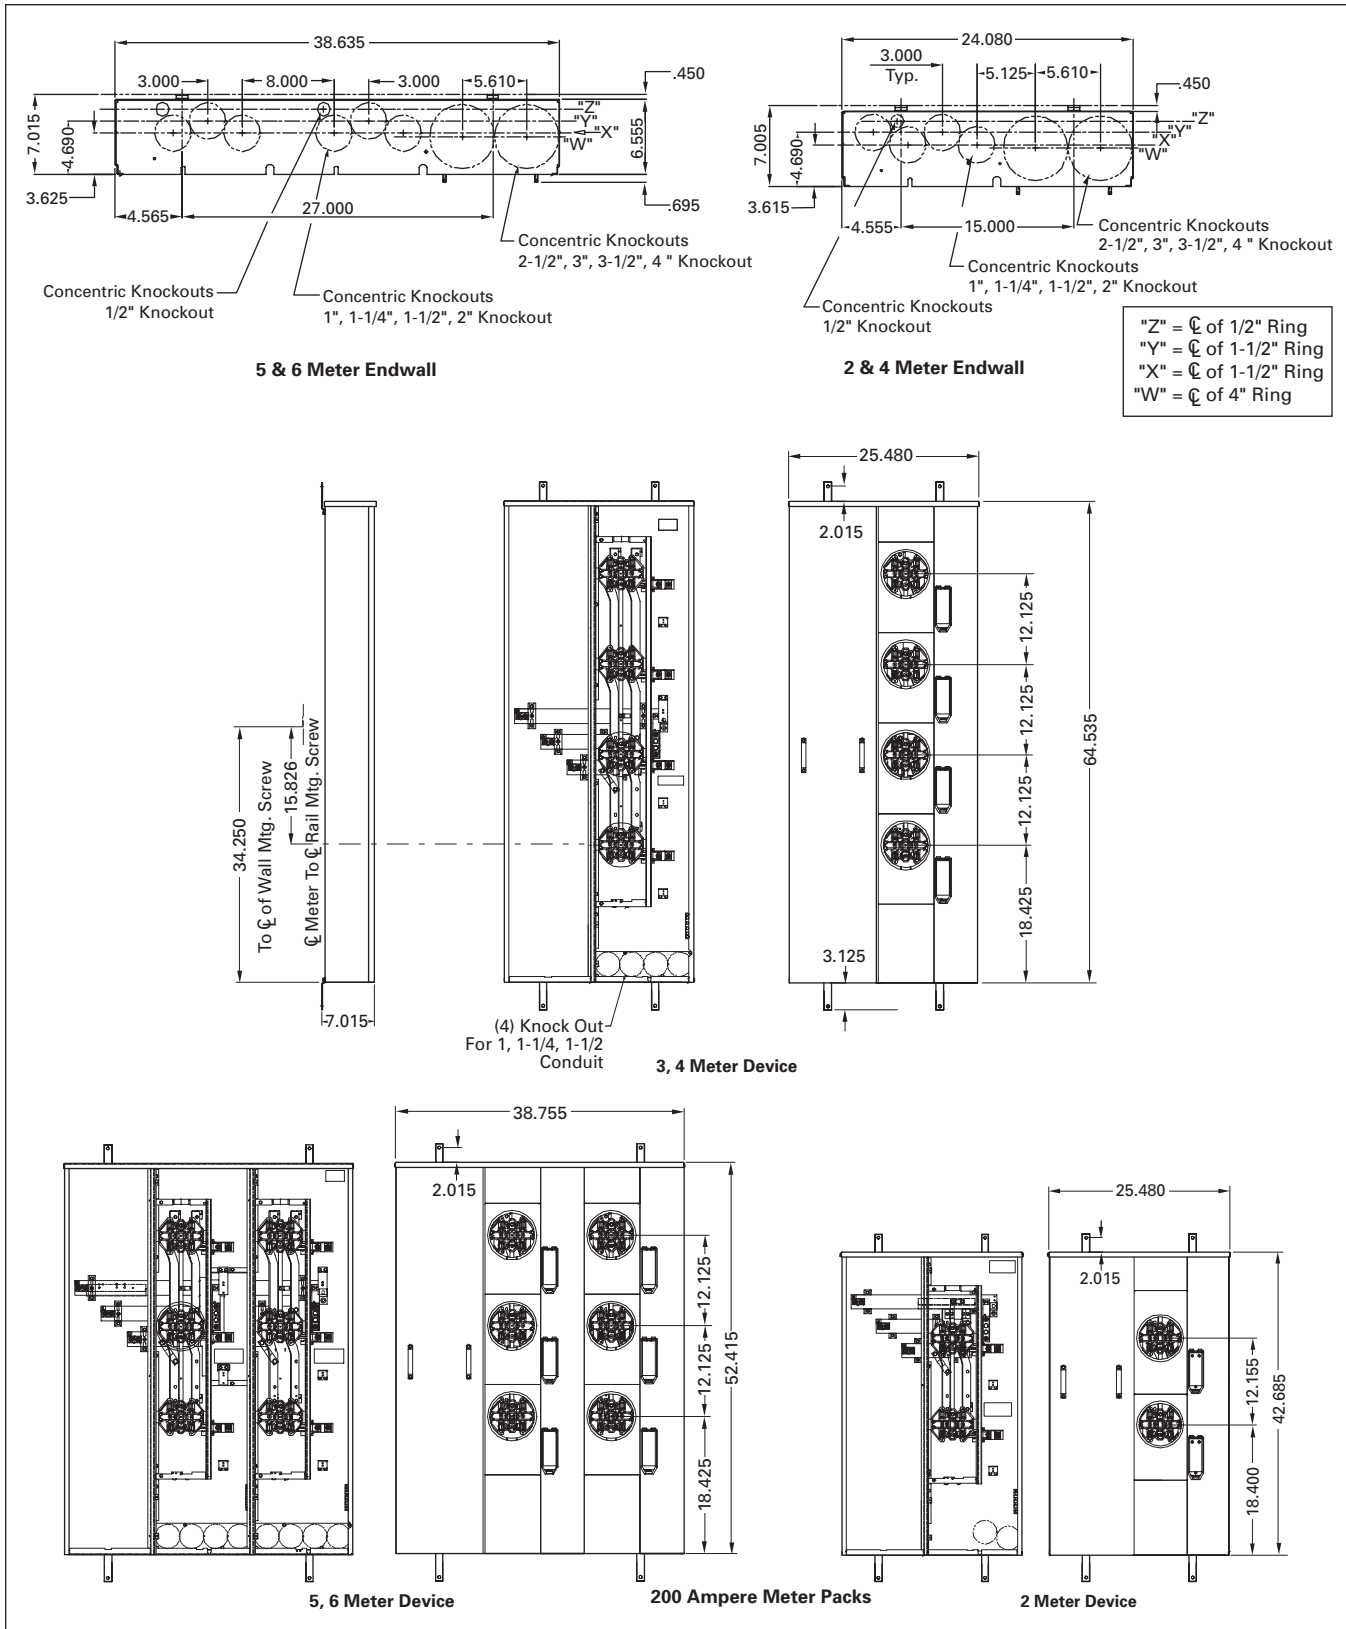 38.635
3.000
8.000
3.000
5.610
.450
7.015
4.690
"Z"
"Y"
"X"
"W"
6.555
3.625
4.565
27.000
.695
Concentric Knockouts
2-1/2", 3", 3-1/2", 4 " Knockout
Concentric Knockouts
1/2" Knockout
Concentric Knockouts
1", 1-1/4", 1-1/2", 2" Knockout
5 & 6 Meter Endwall
24.080
3.000
Typ.
5.125
5.610
.450
7.005
4.690
"Z"
"Y"
"X"
"W"
3.615
4.555
15.000
Concentric Knockouts
2-1/2", 3", 3-1/2", 4 " Knockout
Concentric Knockouts
1", 1-1/4", 1-1/2", 2" Knockout
Concentric Knockouts
1/2" Knockout
2 & 4 Meter Endwall
"Z" = ℄ of 1/2" Ring
"Y" = ℄ of 1-1/2" Ring
"X" = ℄ of 1-1/2" Ring
"W" = ℄ of 4" Ring
34.250
To ℄ of Wall Mtg. Screw
15.826
℄ Meter To ℄ Rail Mtg. Screw
7.015
(4) Knock Out
For 1, 1-1/4, 1-1/2
Conduit
25.480
2.015
12.125
12.125
12.125
18.425
64.535
3.125
3, 4 Meter Device
38.755
2.015
12.125
12.125
18.425
52.415
5, 6 Meter Device
200 Ampere Meter Packs
25.480
2.015
12.155
18.400
42.685
2 Meter Device